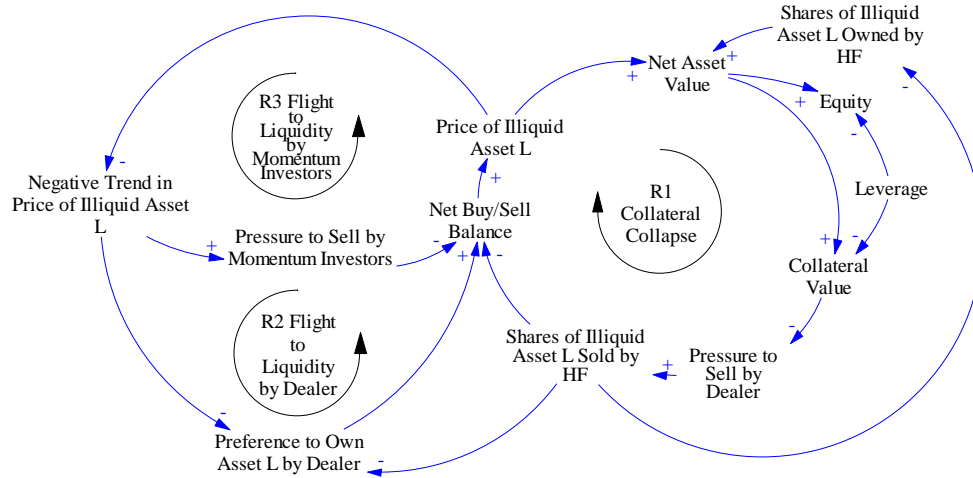 Shares of Illiquid
Asset L Owned by
HF
Net Asset
Value
Equity
R3 Flight
to
Liquidity
by
Momentum
Investors
Price of Illiquid
Asset L
Negative Trend in
Price of Illiquid Asset
L
Leverage
R1
Collateral
Collapse
Net Buy/Sell
Balance
Pressure to Sell by
Momentum Investors
Collateral
Value
R2 Flight
to
Liquidity
by Dealer
Shares of Illiquid
Asset L Sold by
HF
Pressure to
Sell by
Dealer
Preference to Own
Asset L by Dealer
+
+
+
+
+
+
+
+
+
-
-
-
-
-
-
-
-
-